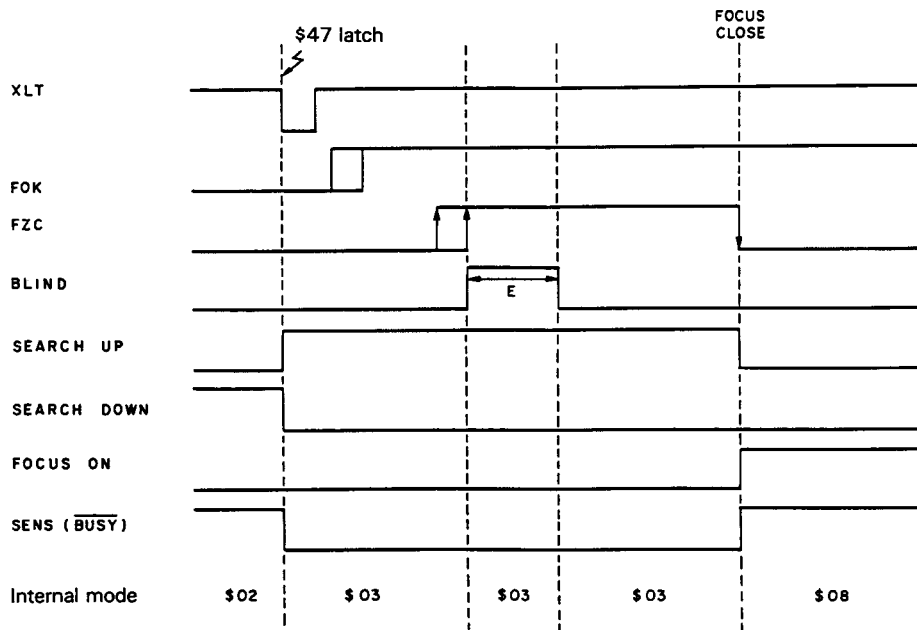 FOCUS
CLOSE
$47 latch
XLT
FOK
FZC
BLIND
E
SEARCH UP
SEARCH DOWN
FOCUS ON
SENS (BUSY)
Internal mode $02 $03 $03 $03 $08